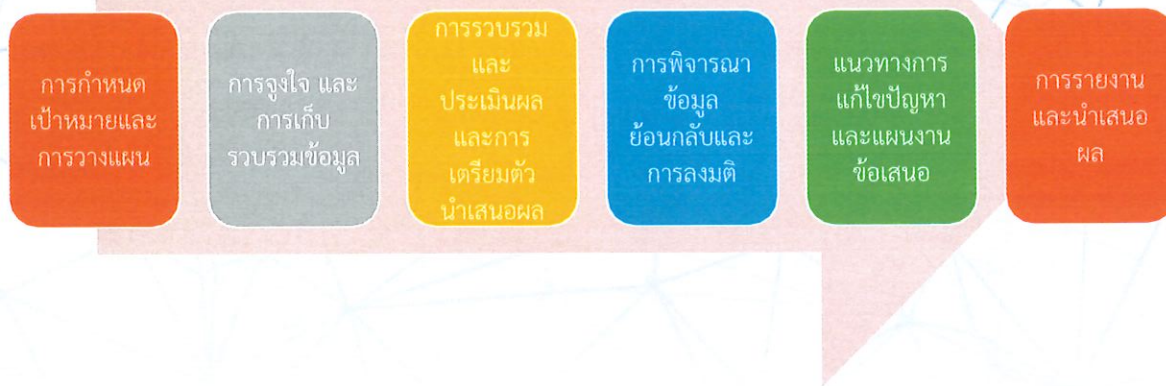 การกำหนด
เป้าหมายและ
การวางแผน
การจูงใจ และ
การเก็บ
รวบรวมข้อมูล
การรวบรวม
และ
ประเมินผล
และการ
เตรียมตัว
นำเสนอผล
การพิจารณา
ข้อมูล
ย้อนกลับและ
การลงมติ
แนวทางการ
แก้ไขปัญหา
และแผนงาน
ข้อเสนอ
การรายงาน
และนำเสนอ
ผล